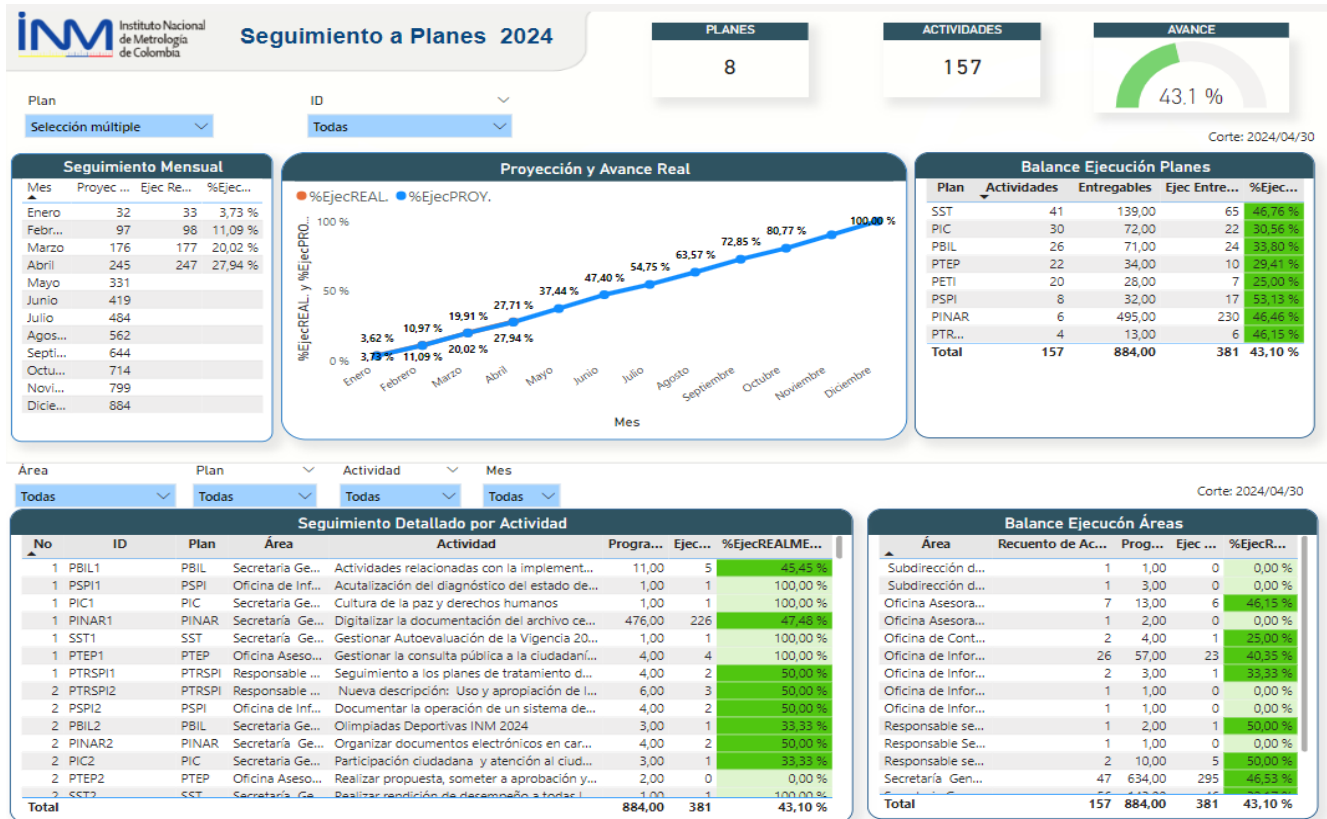 INM Instituto Nacional
de Metrología
de Colombia
Seguimiento a Planes 2024
PLANES
8
ACTIVIDADES
157
AVANCE
43.1 %
Plan
Selección múltiple
ID
Todas
Corte: 2024/04/30
Seguimiento Mensual
Mes Proyec ... Ejec Re... %Ejec...
Enero 32 33 3,73 %
Febr... 97 98 11,09 %
Marzo 176 177 20,02 %
Abril 245 247 27,94 %
Mayo 331
Junio 419
Julio 484
Agos... 562
Septi... 644
Octu... 714
Novi... 799
Dicie... 884
Proyección y Avance Real
%EjecREAL. %EjecPROY.
%EjecREAL. y %EjecPRO...
100 %
50 %
0 %
3,62 % 10,97 % 19,91 % 27,71 % 37,44 % 47,40 % 54,75 % 63,57 % 72,85 % 80,77 % 100,00 %
3,73 % 11,09 % 20,02 % 27,94 %
Enero Febrero Marzo Abril Mayo Junio Julio Agosto Septiembre Octubre Noviembre Diciembre
Mes
Balance Ejecución Planes
Plan Actividades Entregables Ejec Entre... %Ejec...
SST 41 139,00 65 46,76 %
PIC 30 72,00 22 30,56 %
PBIL 26 71,00 24 33,80 %
PTEP 22 34,00 10 29,41 %
PETI 20 28,00 7 25,00 %
PSPI 8 32,00 17 53,13 %
PINAR 6 495,00 230 46,46 %
PTR... 4 13,00 6 46,15 %
Total 157 884,00 381 43,10 %
Área
Todas
Plan
Todas
Actividad
Todas
Mes
Todas
Corte: 2024/04/30
Seguimiento Detallado por Actividad
No ID Plan Área Actividad Progra... Ejec... %EjecREALME...
1 PBIL1 PBIL Secretaria Ge... Actividades relacionadas con la implement... 11,00 5 45,45 %
1 PSPI1 PSPI Oficina de Inf... Acutalización del diagnóstico del estado de... 1,00 1 100,00 %
1 PIC1 PIC Secretaria Ge... Cultura de la paz y derechos humanos 1,00 1 100,00 %
1 PINAR1 PINAR Secretaría Ge... Digitalizar la documentación del archivo ce... 476,00 226 47,48 %
1 SST1 SST Secretaría Ge... Gestionar Autoevaluación de la Vigencia 20... 1,00 1 100,00 %
1 PTEP1 PTEP Oficina Aseso... Gestionar la consulta pública a la ciudadaní... 4,00 4 100,00 %
1 PTRSPI1 PTRSPI Responsable ... Seguimiento a los planes de tratamiento d... 4,00 2 50,00 %
2 PTRSPI2 PTRSPI Responsable ... Nueva descripción: Uso y apropiación de l... 6,00 3 50,00 %
2 PSPI2 PSPI Oficina de Inf... Documentar la operación de un sistema de... 4,00 2 50,00 %
2 PBIL2 PBIL Secretaria Ge... Olimpiadas Deportivas INM 2024 3,00 1 33,33 %
2 PINAR2 PINAR Secretaría Ge... Organizar documentos electrónicos en car... 4,00 2 50,00 %
2 PIC2 PIC Secretaria Ge... Participación ciudadana y atención al ciud... 3,00 1 33,33 %
2 PTEP2 PTEP Oficina Aseso... Realizar propuesta, someter a aprobación y... 2,00 0 0,00 %
2 SST2 SST Secretaría Ge... Realizar rendición de desempeño a todas l... 1,00 1 100,00 %
Total 884,00 381 43,10 %
Balance Ejecucón Áreas
Área Recuento de Ac... Prog... Ejec ... %EjecR...
Subdirección d... 1 1,00 0 0,00 %
Subdirección d... 1 3,00 0 0,00 %
Oficina Asesora... 7 13,00 6 46,15 %
Oficina Asesora... 1 2,00 0 0,00 %
Oficina de Cont... 2 4,00 1 25,00 %
Oficina de Infor... 26 57,00 23 40,35 %
Oficina de Infor... 2 3,00 1 33,33 %
Oficina de Infor... 1 1,00 0 0,00 %
Oficina de Infor... 1 1,00 0 0,00 %
Responsable se... 1 2,00 1 50,00 %
Responsable Se... 1 1,00 0 0,00 %
Responsable se... 2 10,00 5 50,00 %
Secretaría Gen... 47 634,00 295 46,53 %
Total 157 884,00 381 43,10 %